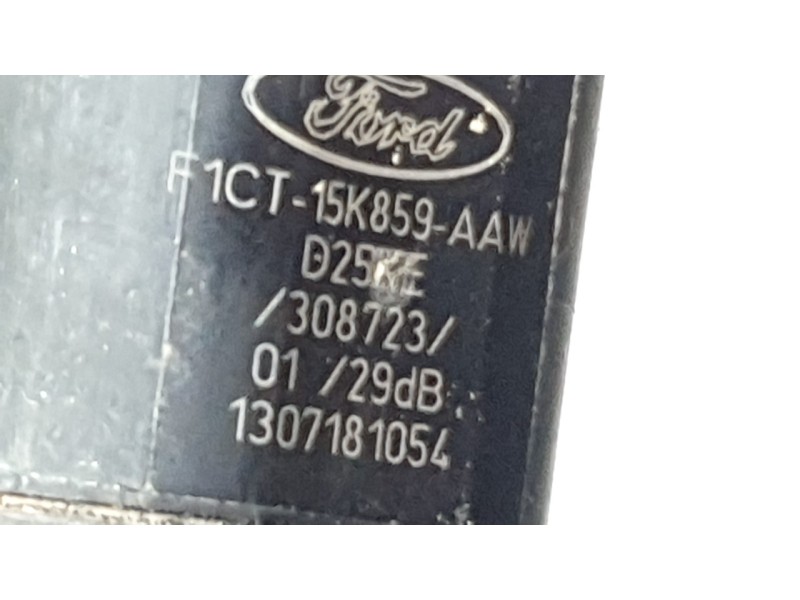 Ford
F1CT-15K859-AAW
/308723/
01 /29dB
1307181054